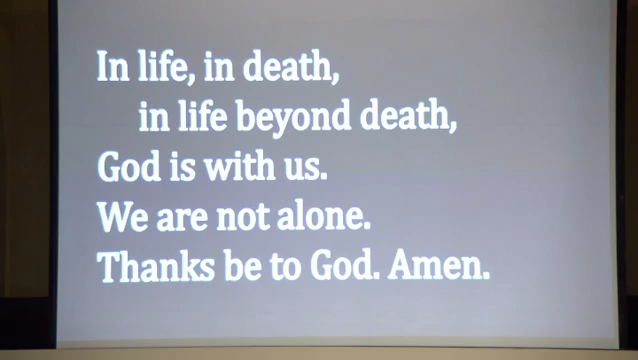 In life, in death,
in life beyond death,
God is with us.
We are not alone.
Thanks be to God. Amen.